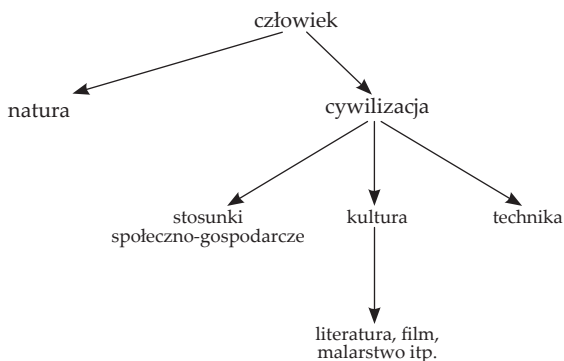 człowiek
natura
cywilizacja
stosunki
społeczno-gospodarcze
kultura
technika
literatura, film,
malarstwo itp.